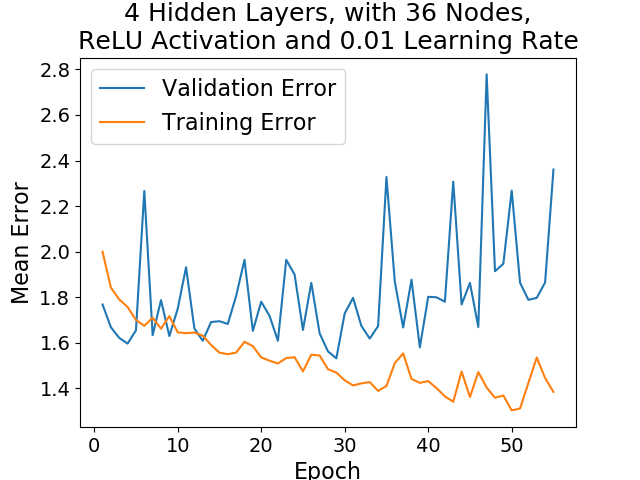 4 Hidden Layers, with 36 Nodes,
ReLU Activation and 0.01 Learning Rate
Validation Error
Training Error
Mean Error
2.8
2.6
2.4
2.2
2.0
1.8
1.6
1.4
0 10 20 30 40 50
Epoch